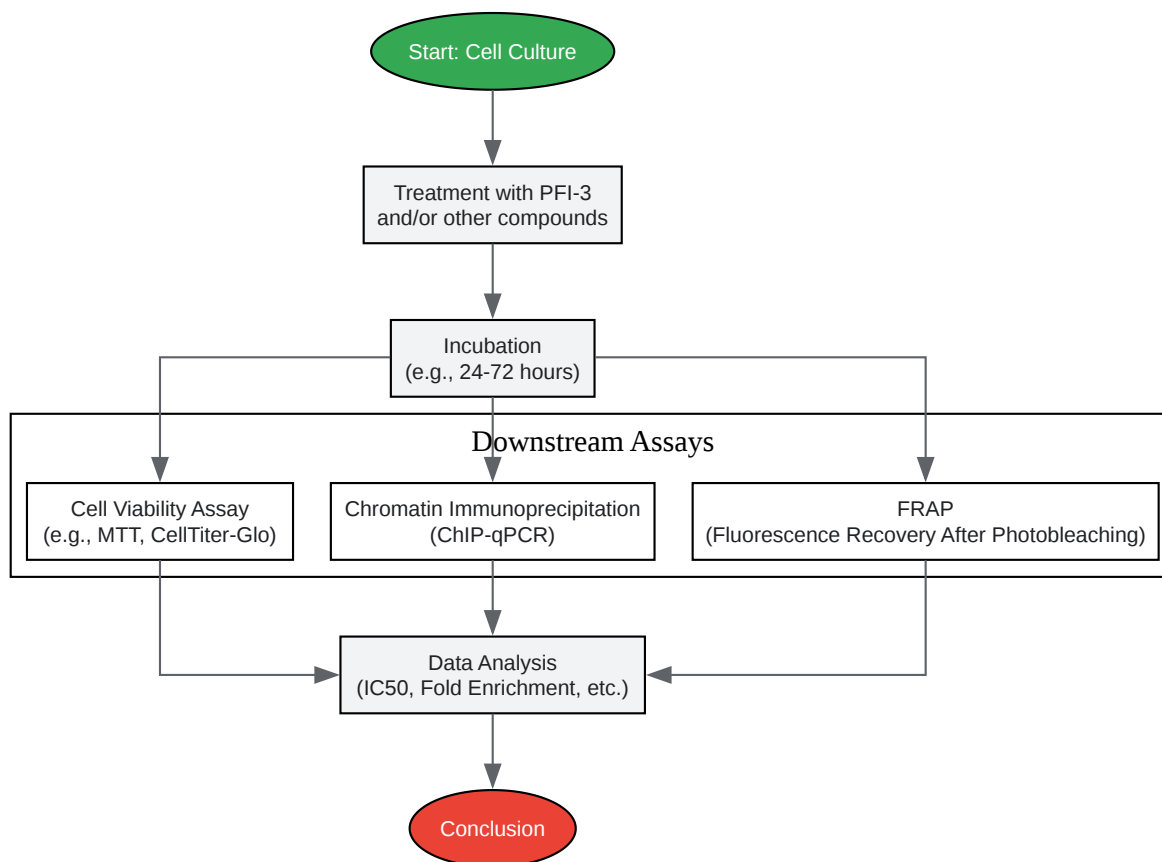 Start: Cell Culture
Treatment with PFI-3
and/or other compounds
Incubation
(e.g., 24-72 hours)
Downstream Assays
Cell Viability Assay
(e.g., MTT, CellTiter-Glo)
Chromatin Immunoprecipitation
(ChIP-qPCR)
FRAP
(Fluorescence Recovery After Photobleaching)
Data Analysis
(IC50, Fold Enrichment, etc.)
Conclusion